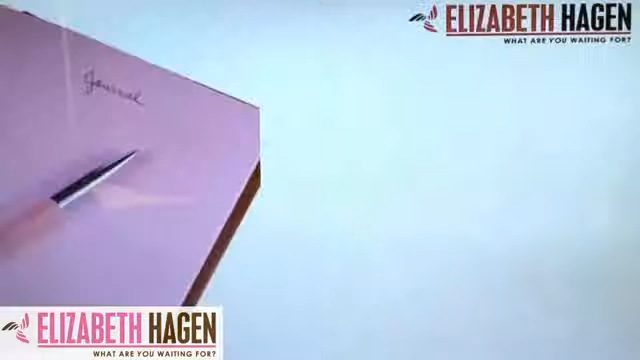 ELIZABETH HAGEN
WHAT ARE YOU WAITING FOR?
Journal
ELIZABETH HAGEN
WHAT ARE YOU WAITING FOR?